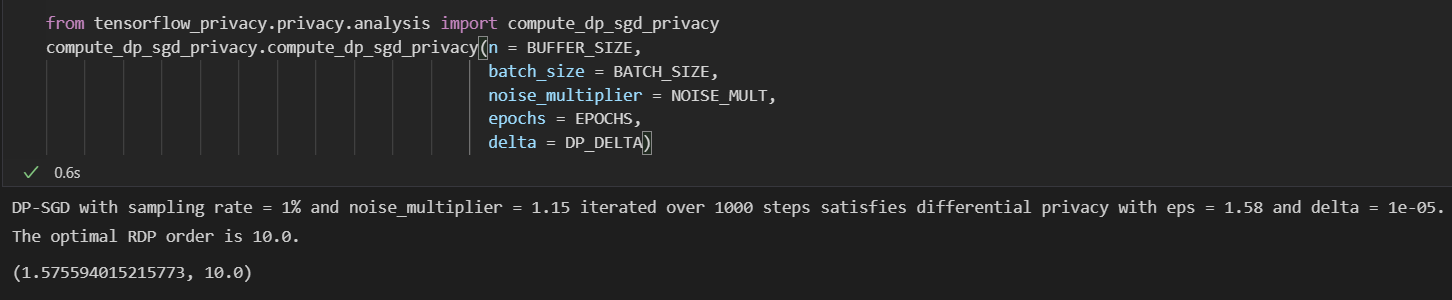 from tensorflow_privacy.privacy.analysis import compute_dp_sgd_privacy
compute_dp_sgd_privacy.compute_dp_sgd_privacy(n = BUFFER_SIZE,
batch_size = BATCH_SIZE,
noise_multiplier = NOISE_MULT,
epochs = EPOCHS,
delta = DP_DELTA)
0.6s
DP-SGD with sampling rate = 1% and noise_multiplier = 1.15 iterated over 1000 steps satisfies differential privacy with eps = 1.58 and delta = 1e-05.
The optimal RDP order is 10.0.
(1.575594015215773, 10.0)